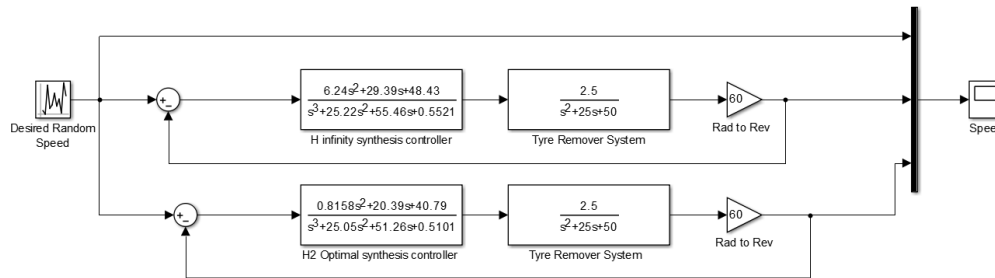 Desired Random
Speed
6.24s²+29.39s+48.43
s³+25.22s²+55.46s+0.5521
H infinity synthesis controller
2.5
s²+25s+50
Tyre Remover System
60
Rad to Rev
Spee
0.8158s²+20.39s+40.79
s³+25.05s²+51.26s+0.5101
H2 Optimal synthesis controller
2.5
s²+25s+50
Tyre Remover System
60
Rad to Rev